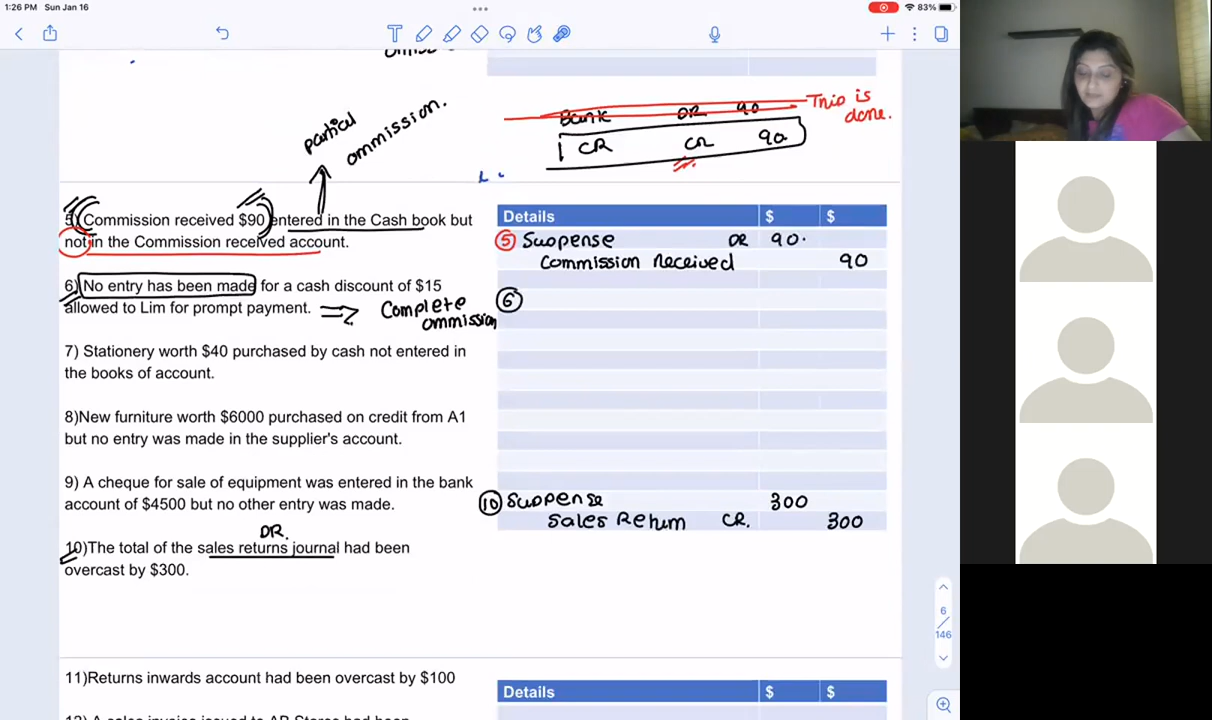 1:26 PM Sun Jan 16
83%
T
Bank DR 90
This is
done.
CR CR 90
partial
ommission.
5) Commission received $90 entered in the Cash book but
not in the Commission received account.
6) No entry has been made for a cash discount of $15
allowed to Lim for prompt payment.
Complete
ommission
7) Stationery worth $40 purchased by cash not entered in
the books of account.
8)New furniture worth $6000 purchased on credit from A1
but no entry was made in the supplier's account.
9) A cheque for sale of equipment was entered in the bank
account of $4500 but no other entry was made.
DR.
10)The total of the sales returns journal had been
overcast by $300.
Details $ $
5 Suspense DR 90.
Commission Received 90
6
10 Suspense 300
Sales Return CR. 300
6
146
11)Returns inwards account had been overcast by $100
Details $ $